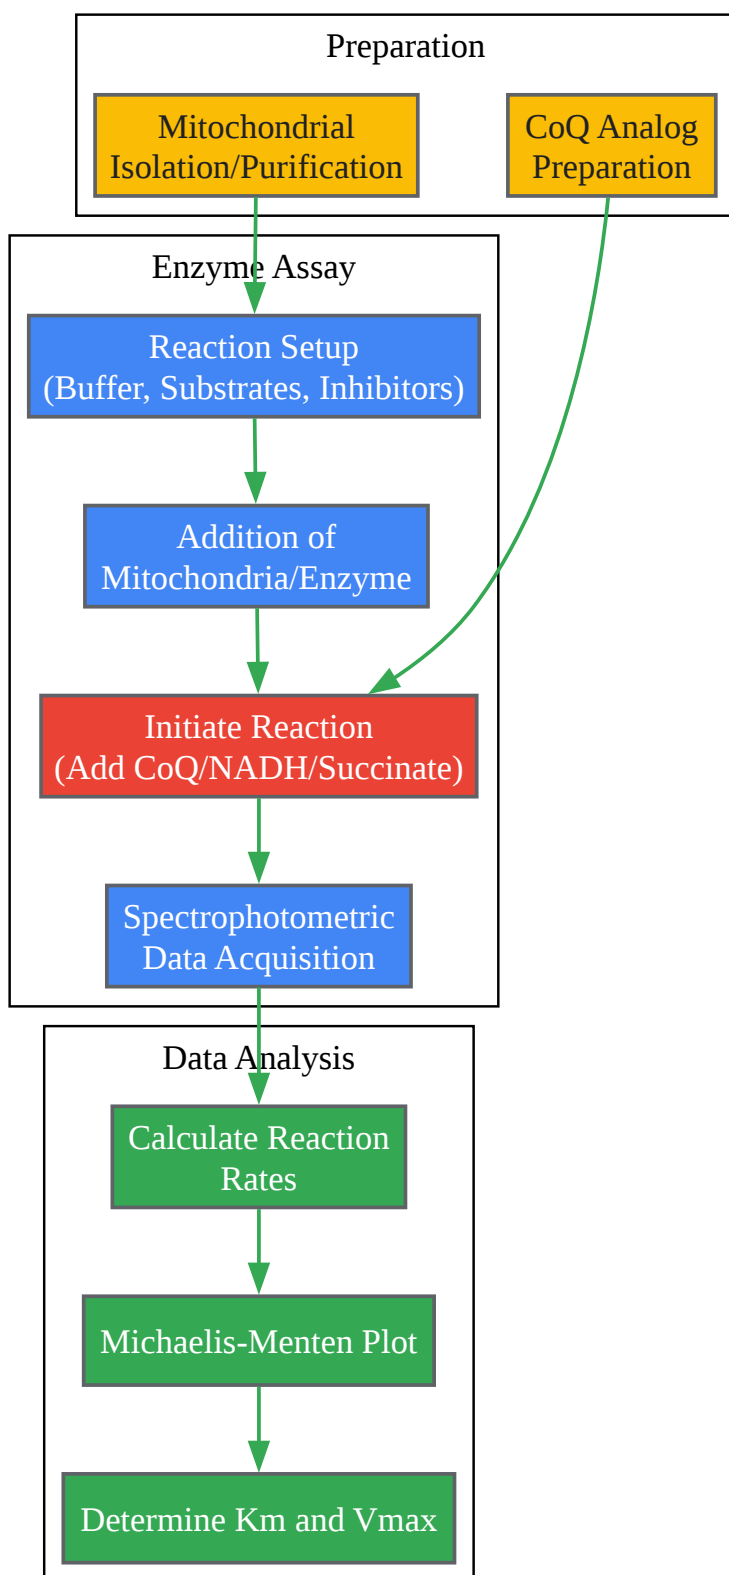 Preparation
Mitochondrial
Isolation/Purification
CoQ Analog
Preparation
Enzyme Assay
Reaction Setup
(Buffer, Substrates, Inhibitors)
Addition of
Mitochondria/Enzyme
Initiate Reaction
(Add CoQ/NADH/Succinate)
Spectrophotometric
Data Acquisition
Data Analysis
Calculate Reaction
Rates
Michaelis-Menten Plot
Determine Km and Vmax